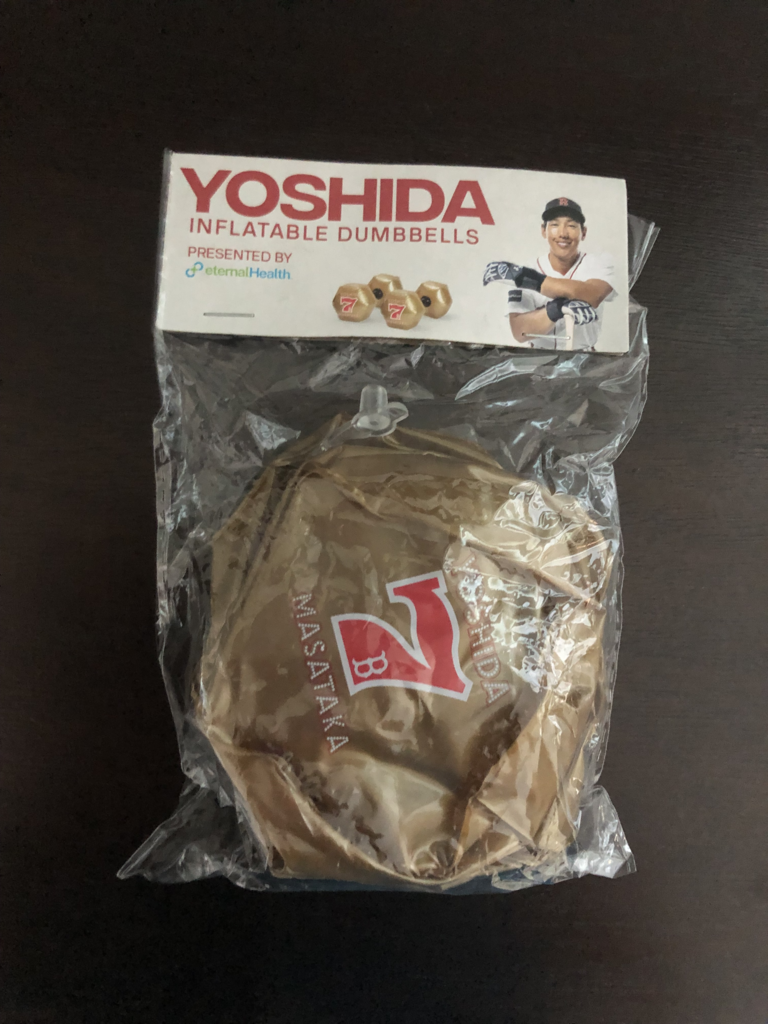 YOSHIDA
INFLATABLE DUMBBELLS
PRESENTED BY
eternalHealth
7
7
YOSHIDA
7
B
MASATAKA